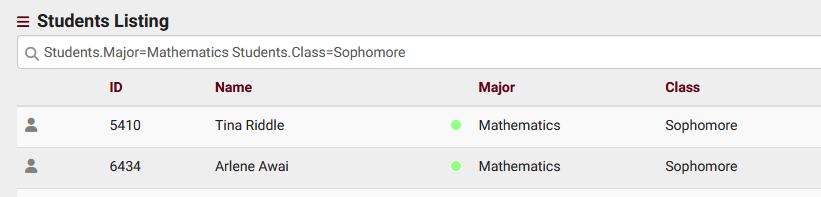 Students Listing
Students.Major=Mathematics Students.Class=Sophomore
ID Name Major Class
5410 Tina Riddle Mathematics Sophomore
6434 Arlene Awai Mathematics Sophomore